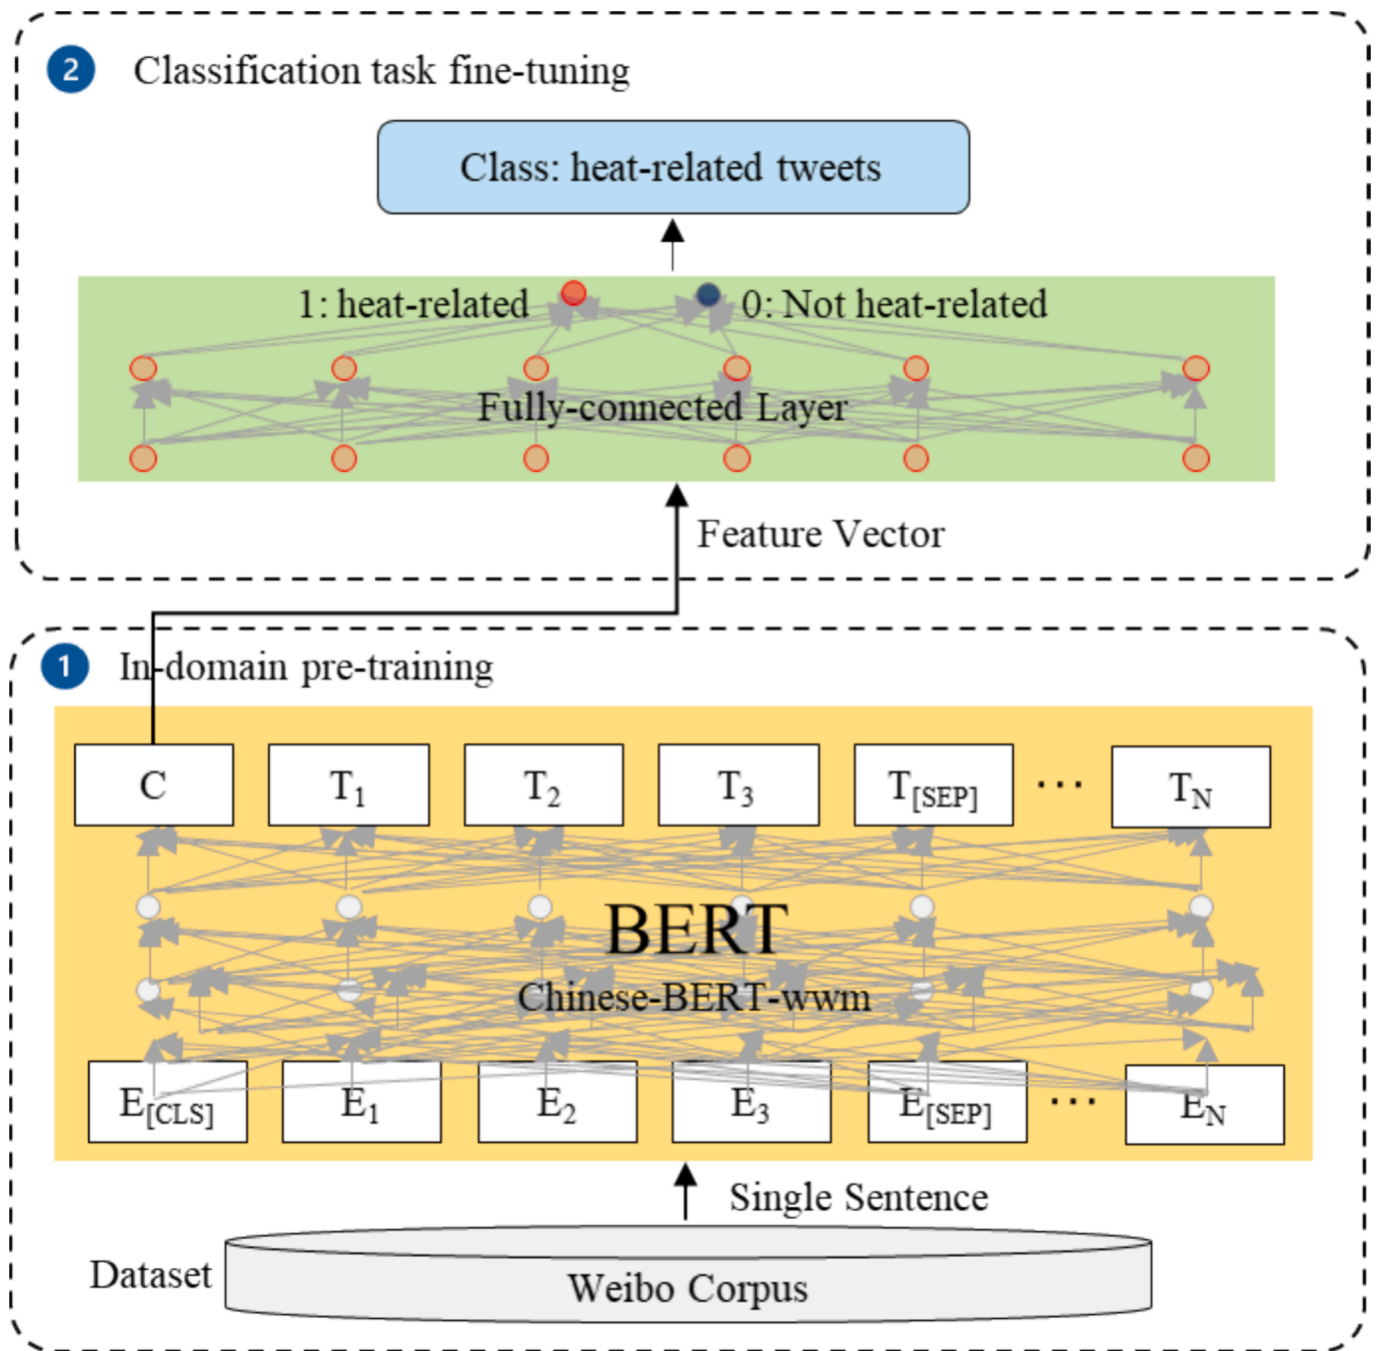 2 Classification task fine-tuning
Class: heat-related tweets
1: heat-related 0: Not heat-related
Fully-connected Layer
Feature Vector
1 In-domain pre-training
C T1 T2 T3 T[SEP] ... TN
BERT
Chinese-BERT-wwm
E[CLS] E1 E2 E3 E[SEP] ... EN
Single Sentence
Dataset Weibo Corpus